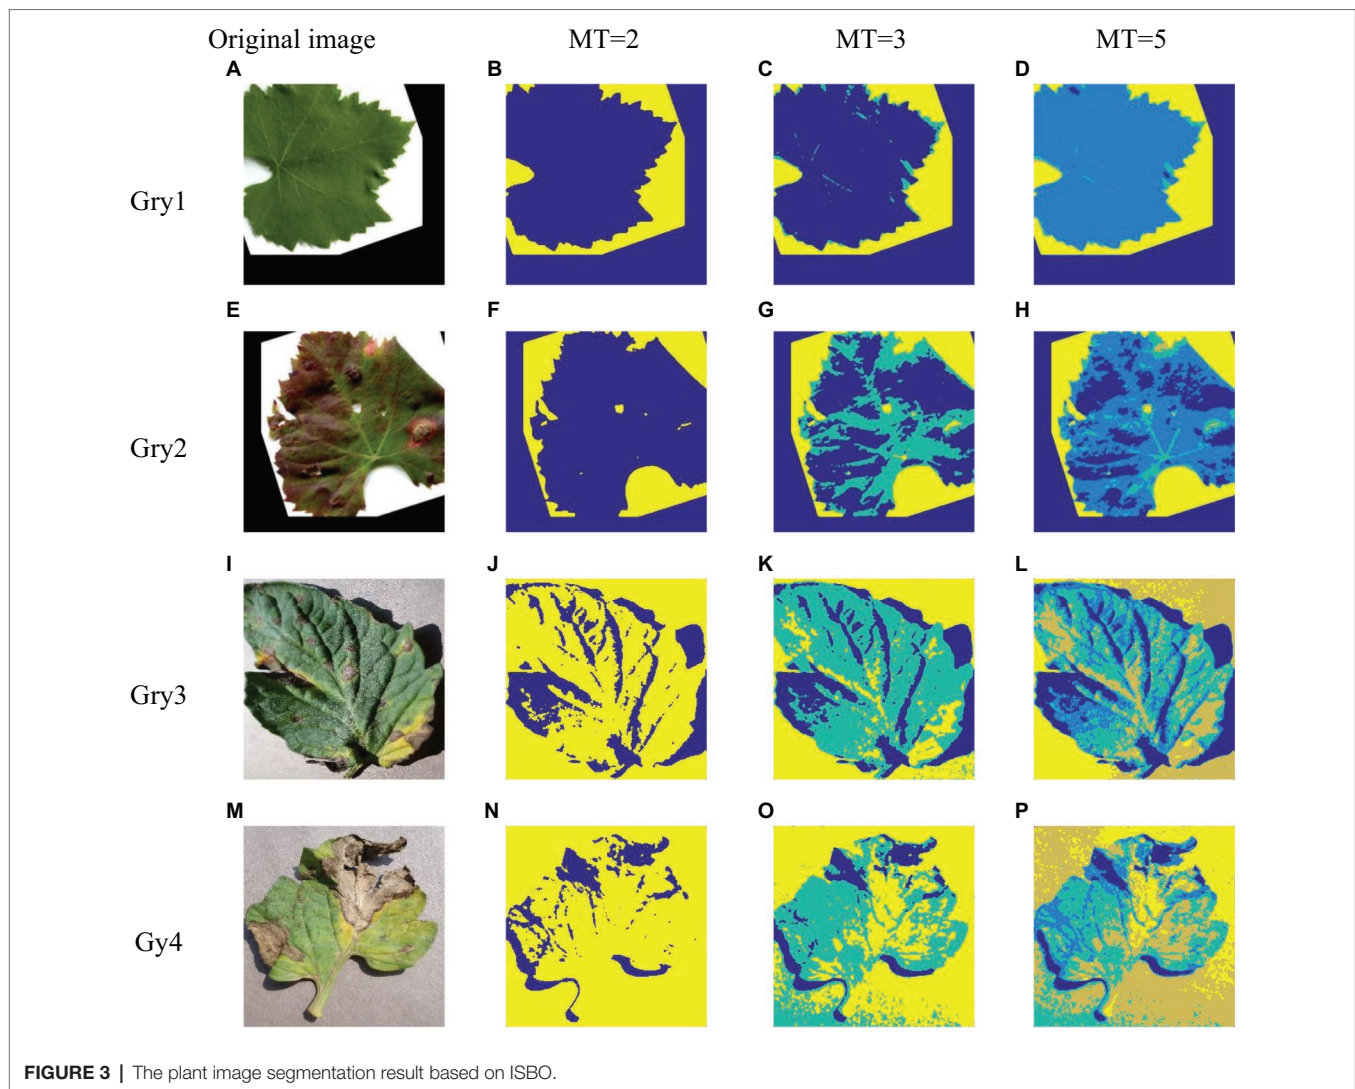 Original image MT=2 MT=3 MT=5
A B C D
Gry1
E F G H
Gry2
I J K L
Gry3
M N O P
Gy4
FIGURE 3 | The plant image segmentation result based on ISBO.